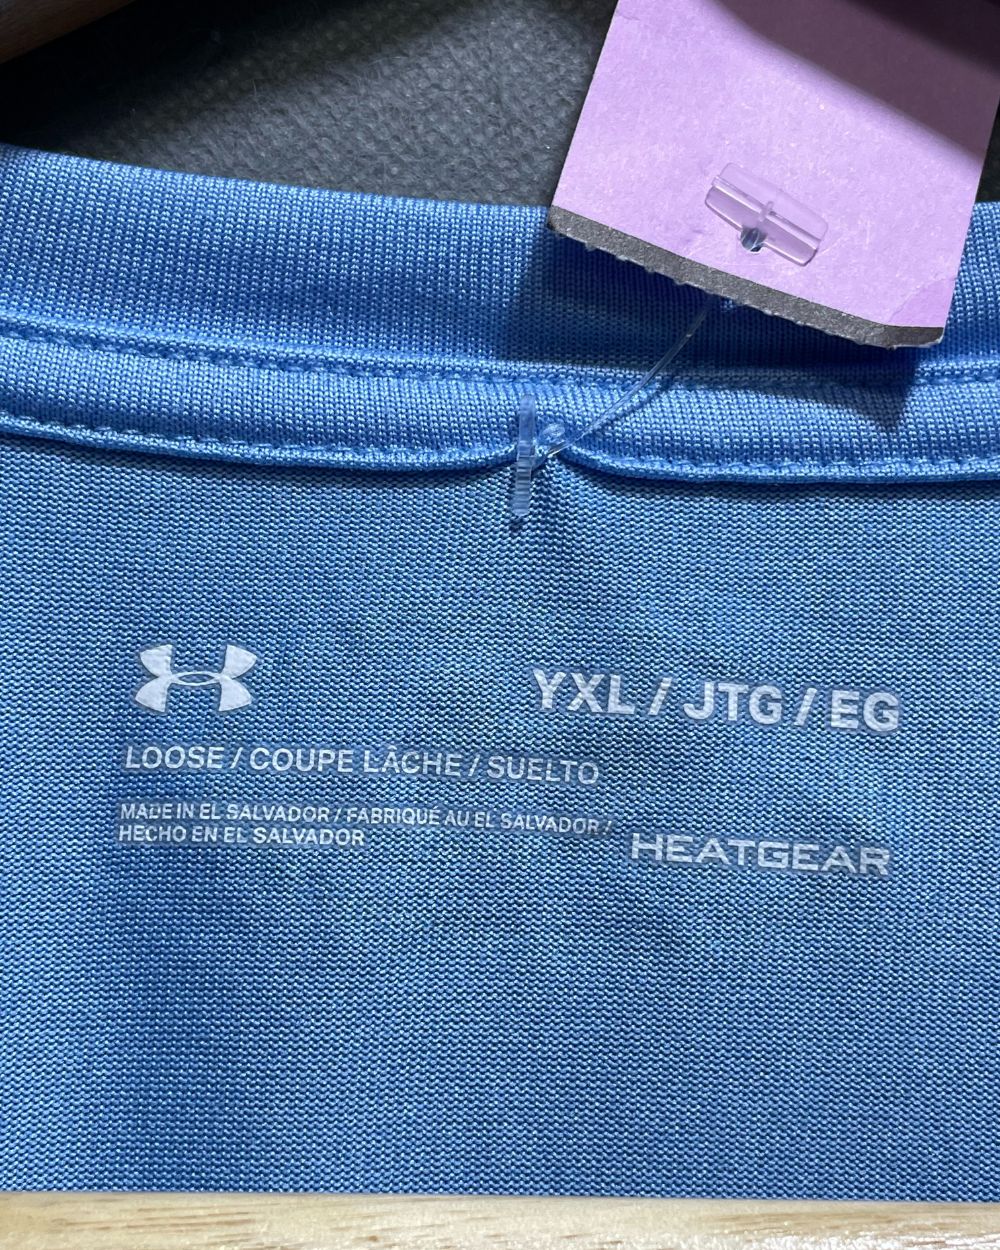 YXL / JTG / EG
LOOSE / COUPE LÂCHE / SUELTO
MADE IN EL SALVADOR / FABRIQUÉ AU EL SALVADOR /
HECHO EN EL SALVADOR
HEATGEAR